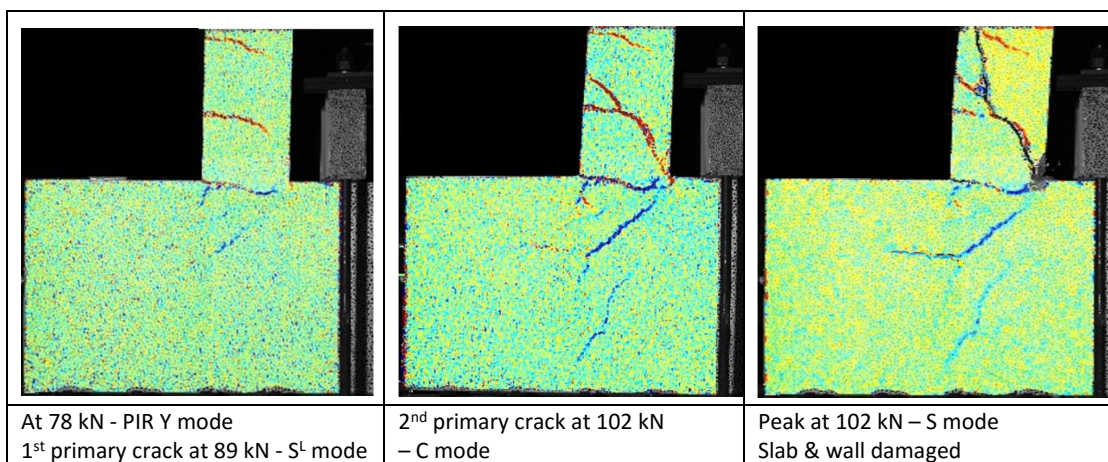 At 78 kN - PIR Y mode
1st primary crack at 89 kN - SL mode
2nd primary crack at 102 kN
– C mode
Peak at 102 kN – S mode
Slab & wall damaged